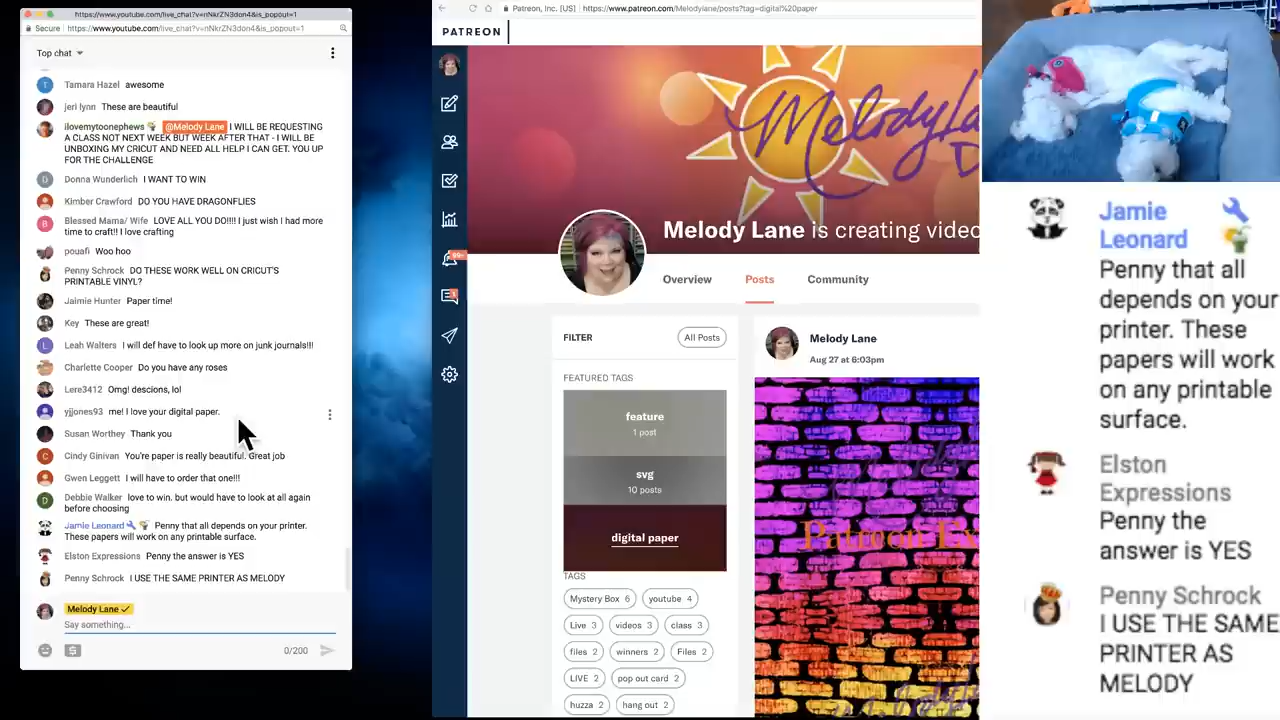 https://www.youtube.com/live_chat?v=nNkrZN3don4&is_popout=1
Secure https://www.youtube.com/live_chat?v=nNkrZN3don4&is_popout=1
Top chat
Tamara Hazel awesome
jeri lynn These are beautiful
ilovemytoonephews @Melody Lane I WILL BE REQUESTING
A CLASS NOT NEXT WEEK BUT WEEK AFTER THAT - I WILL BE
UNBOXING MY CRICUT AND NEED ALL HELP I CAN GET. YOU UP
FOR THE CHALLENGE
Donna Wunderlich I WANT TO WIN
Kimber Crawford DO YOU HAVE DRAGONFLIES
Blessed Mama/ Wife LOVE ALL YOU DO!!!! I just wish I had more
time to craft!! I love crafting
pouafi Woo hoo
Penny Schrock DO THESE WORK WELL ON CRICUT'S
PRINTABLE VINYL?
Jaimie Hunter Paper time!
Key These are great!
Leah Walters I will def have to look up more on junk journals!!!
Charlette Cooper Do you have any roses
Lere3412 Omg! descions, lol
yjjones93 me! I love your digital paper.
Susan Worthey Thank you
Cindy Ginivan You're paper is really beautiful. Great job
Gwen Leggett I will have to order that one!!!
Debbie Walker love to win. but would have to look at all again
before choosing
Jamie Leonard Penny that all depends on your printer.
These papers will work on any printable surface.
Elston Expressions Penny the answer is YES
Penny Schrock I USE THE SAME PRINTER AS MELODY
Melody Lane
Say something...
0/200
Patreon, Inc. [US] https://www.patreon.com/Melodylane/posts?tag=digital%20paper
PATREON
MelodyLa
D
Melody Lane is creating video
Overview Posts Community
99+
1
FILTER All Posts
FEATURED TAGS
feature
1 post
svg
10 posts
digital paper
TAGS
Mystery Box 6 youtube 4
Live 3 videos 3 class 3
files 2 winners 2 Files 2
LIVE 2 pop out card 2
huzza 2 hang out 2
Melody Lane
Aug 27 at 6:03pm
Patreon Ex
Jamie
Leonard
Penny that all
depends on your
printer. These
papers will work
on any printable
surface.
Elston
Expressions
Penny the
answer is YES
Penny Schrock
I USE THE SAME
PRINTER AS
MELODY